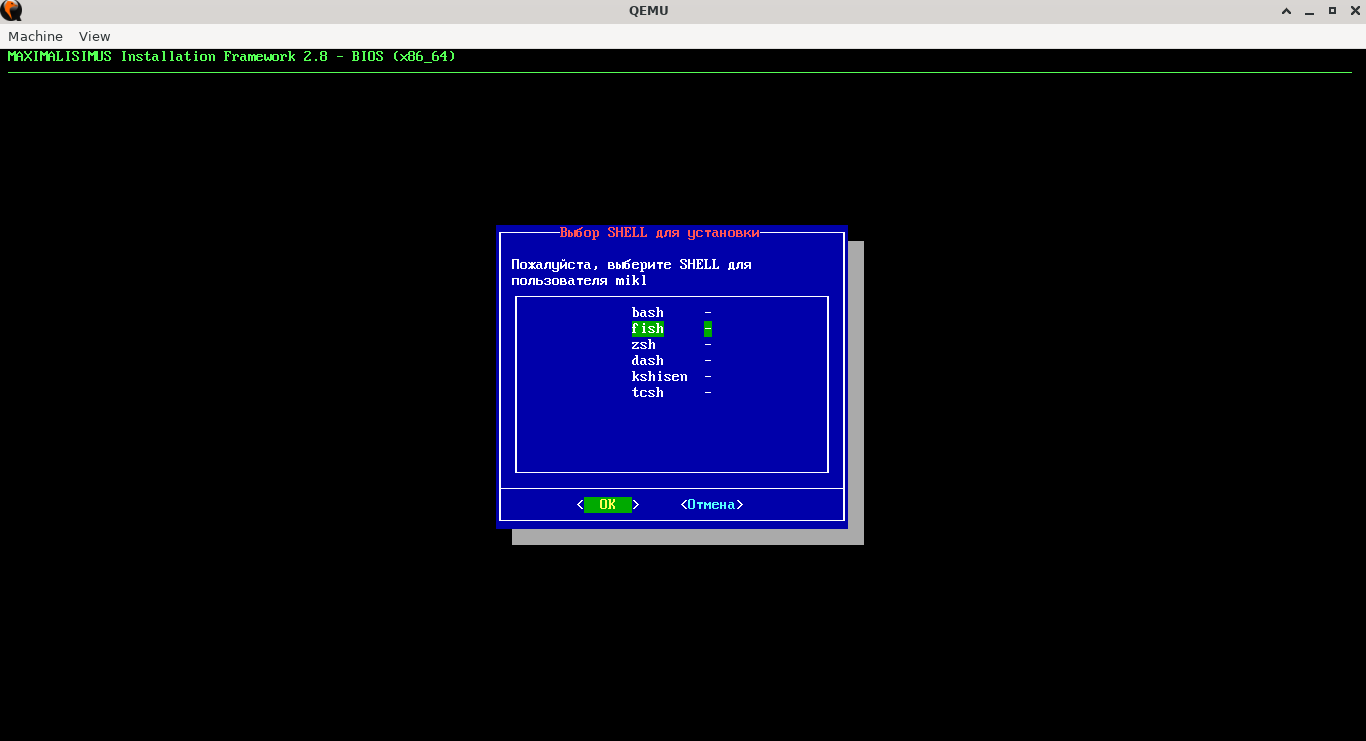 QEMU
Machine View
MAXIMALISIMUS Installation Framework 2.8 - BIOS (x86_64)
Выбор SHELL для установки
Пожалуйста, выберите SHELL для
пользователя mikl
bash -
fish -
zsh -
dash -
kshisen -
tcsh -
< OK > <Отмена>